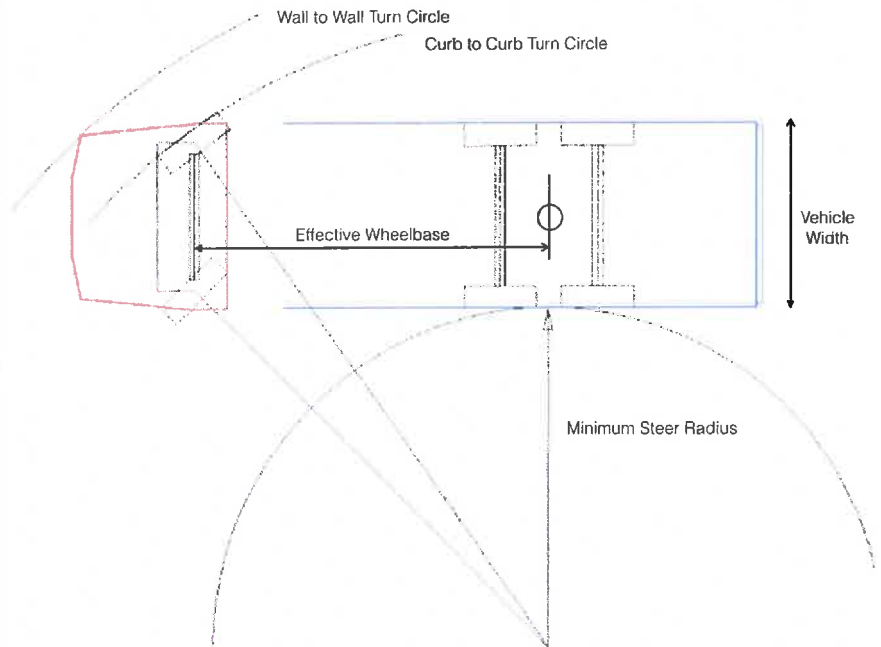 Wall to Wall Turn Circle
Curb to Curb Turn Circle
Effective Wheelbase
Vehicle
Width
Minimum Steer Radius